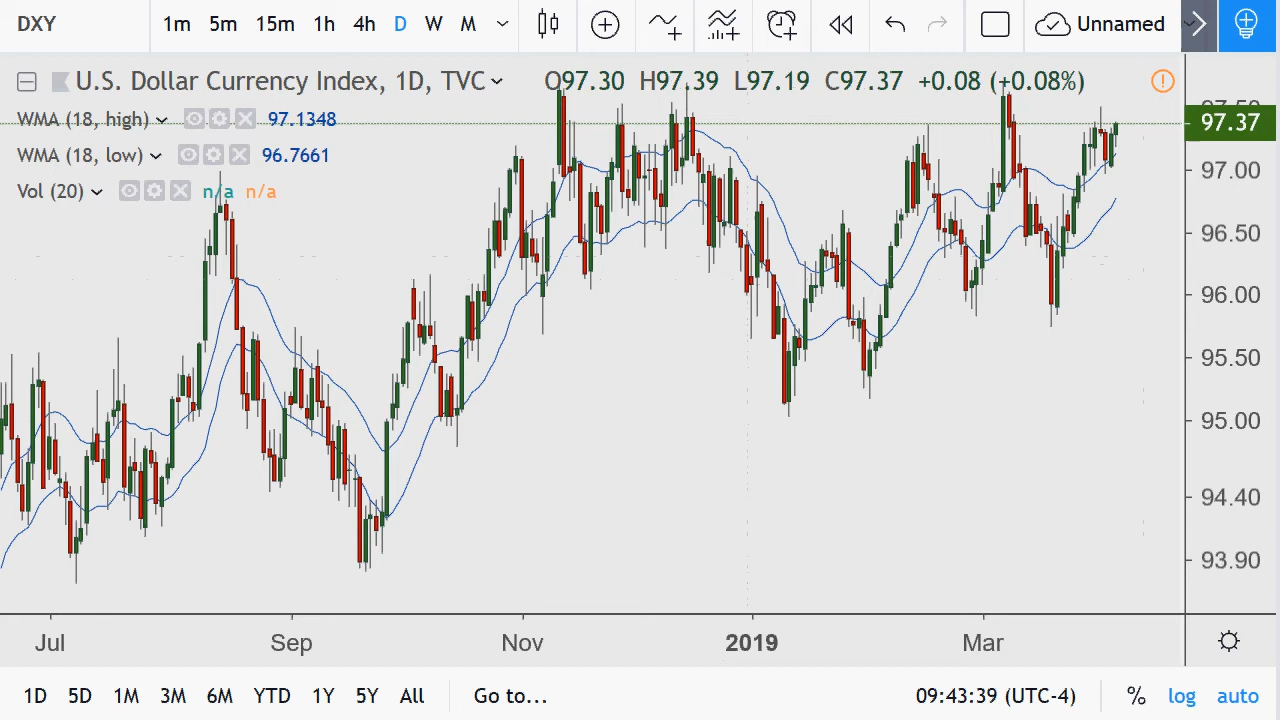 DXY 1m 5m 15m 1h 4h D W M Unnamed
U.S. Dollar Currency Index, 1D, TVC O97.30 H97.39 L97.19 C97.37 +0.08 (+0.08%)
WMA (18, high) 97.1348
WMA (18, low) 96.7661
Vol (20) n/a n/a
97.50
97.37
97.00
96.50
96.00
95.50
95.00
94.40
93.90
Jul Sep Nov 2019 Mar
1D 5D 1M 3M 6M YTD 1Y 5Y All Go to... 09:43:39 (UTC-4) % log auto